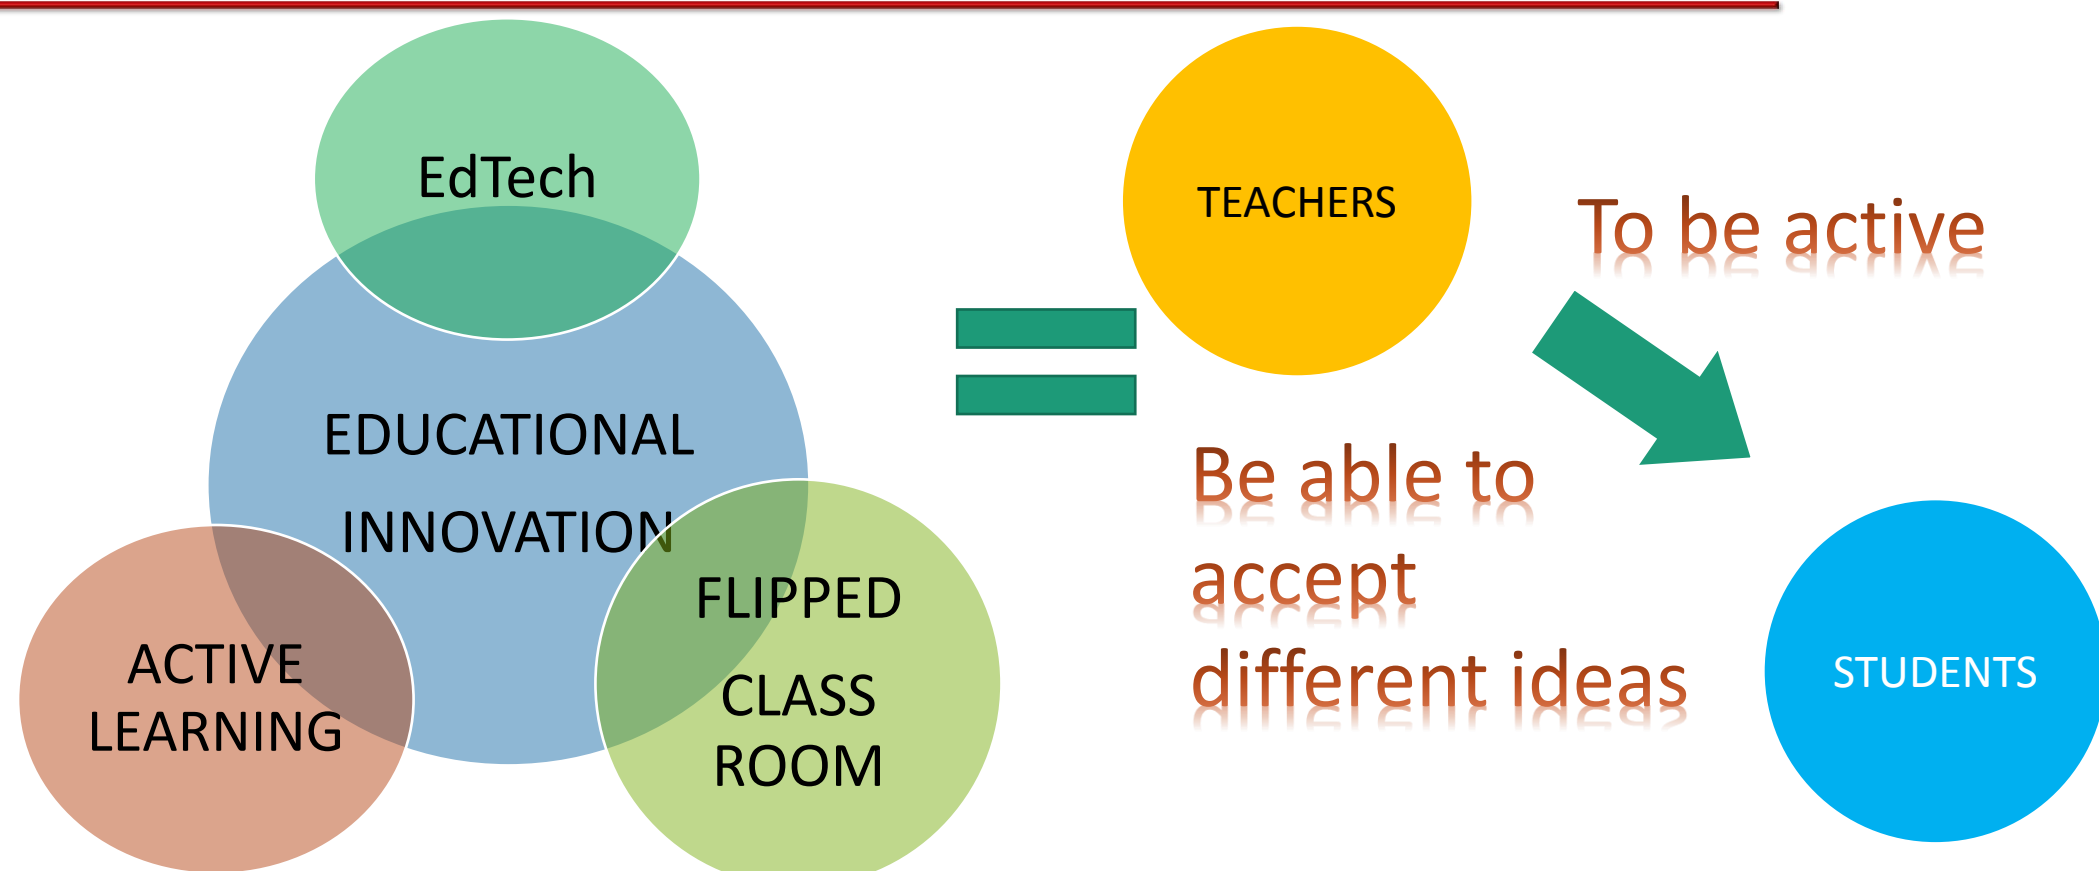 EdTech
EDUCATIONAL
INNOVATION
ACTIVE
LEARNING
FLIPPED
CLASS
ROOM
TEACHERS
To be active
Be able to
accept
different ideas
STUDENTS